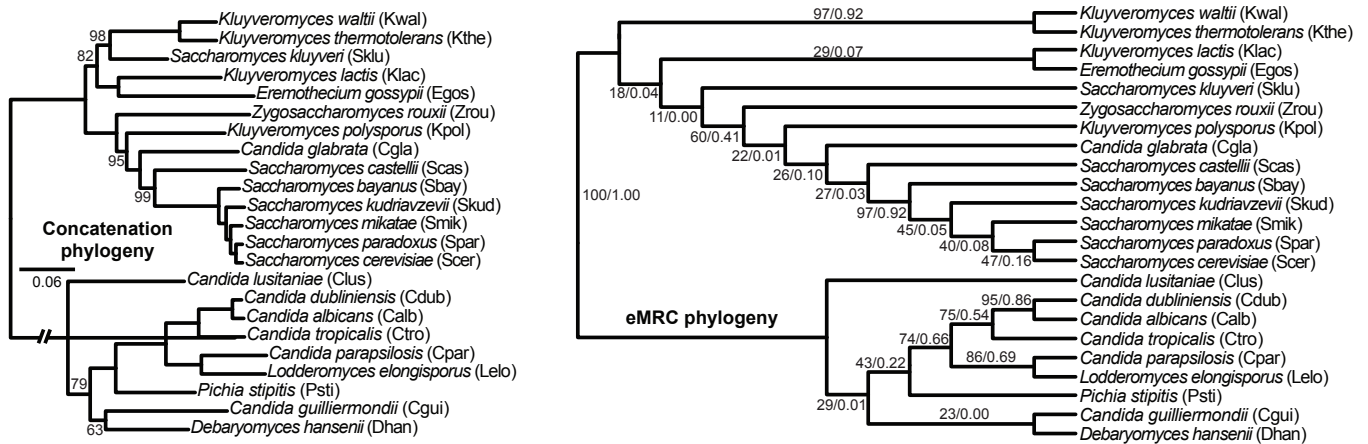 Kluyveromyces waltii (Kwal)
98
Kluyveromyces thermotolerans (Kthe)
82
Saccharomyces kluyveri (Sklu)
Kluyveromyces lactis (Klac)
Eremothecium gossypii (Egos)
Zygosaccharomyces rouxii (Zrou)
Kluyveromyces polysporus (Kpol)
95
Candida glabrata (Cgla)
Saccharomyces castellii (Scas)
99
Saccharomyces bayanus (Sbay)
Saccharomyces kudriavzevii (Skud)
Saccharomyces mikatae (Smik)
Saccharomyces paradoxus (Spar)
Saccharomyces cerevisiae (Scer)
Concatenation
phylogeny
0.06
Candida lusitaniae (Clus)
Candida dubliniensis (Cdub)
Candida albicans (Calb)
Candida tropicalis (Ctro)
Candida parapsilosis (Cpar)
Lodderomyces elongisporus (Lelo)
79
Pichia stipitis (Psti)
Candida guilliermondii (Cgui)
63
Debaryomyces hansenii (Dhan)
97/0.92
Kluyveromyces waltii (Kwal)
Kluyveromyces thermotolerans (Kthe)
29/0.07
Kluyveromyces lactis (Klac)
Eremothecium gossypii (Egos)
18/0.04
Saccharomyces kluyveri (Sklu)
11/0.00
Zygosaccharomyces rouxii (Zrou)
60/0.41
Kluyveromyces polysporus (Kpol)
22/0.01
Candida glabrata (Cgla)
26/0.10
Saccharomyces castellii (Scas)
27/0.03
Saccharomyces bayanus (Sbay)
97/0.92
Saccharomyces kudriavzevii (Skud)
45/0.05
Saccharomyces mikatae (Smik)
40/0.08
Saccharomyces paradoxus (Spar)
47/0.16
Saccharomyces cerevisiae (Scer)
100/1.00
eMRC phylogeny
Candida lusitaniae (Clus)
95/0.86
Candida dubliniensis (Cdub)
75/0.54
Candida albicans (Calb)
74/0.66
Candida tropicalis (Ctro)
86/0.69
Candida parapsilosis (Cpar)
43/0.22
Lodderomyces elongisporus (Lelo)
Pichia stipitis (Psti)
29/0.01
23/0.00
Candida guilliermondii (Cgui)
Debaryomyces hansenii (Dhan)